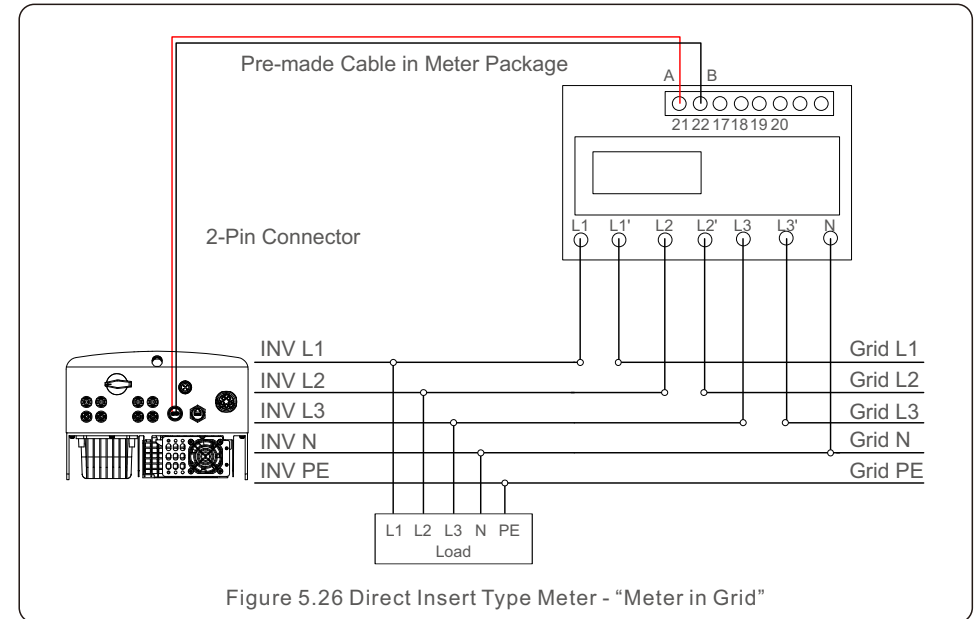 Pre-made Cable in Meter Package
A B
21 22 17 18 19 20
2-Pin Connector
L1 L1' L2 L2' L3 L3' N
INV L1 Grid L1
INV L2 Grid L2
INV L3 Grid L3
INV N Grid N
INV PE Grid PE
L1 L2 L3 N PE
Load
Figure 5.26 Direct Insert Type Meter - “Meter in Grid”